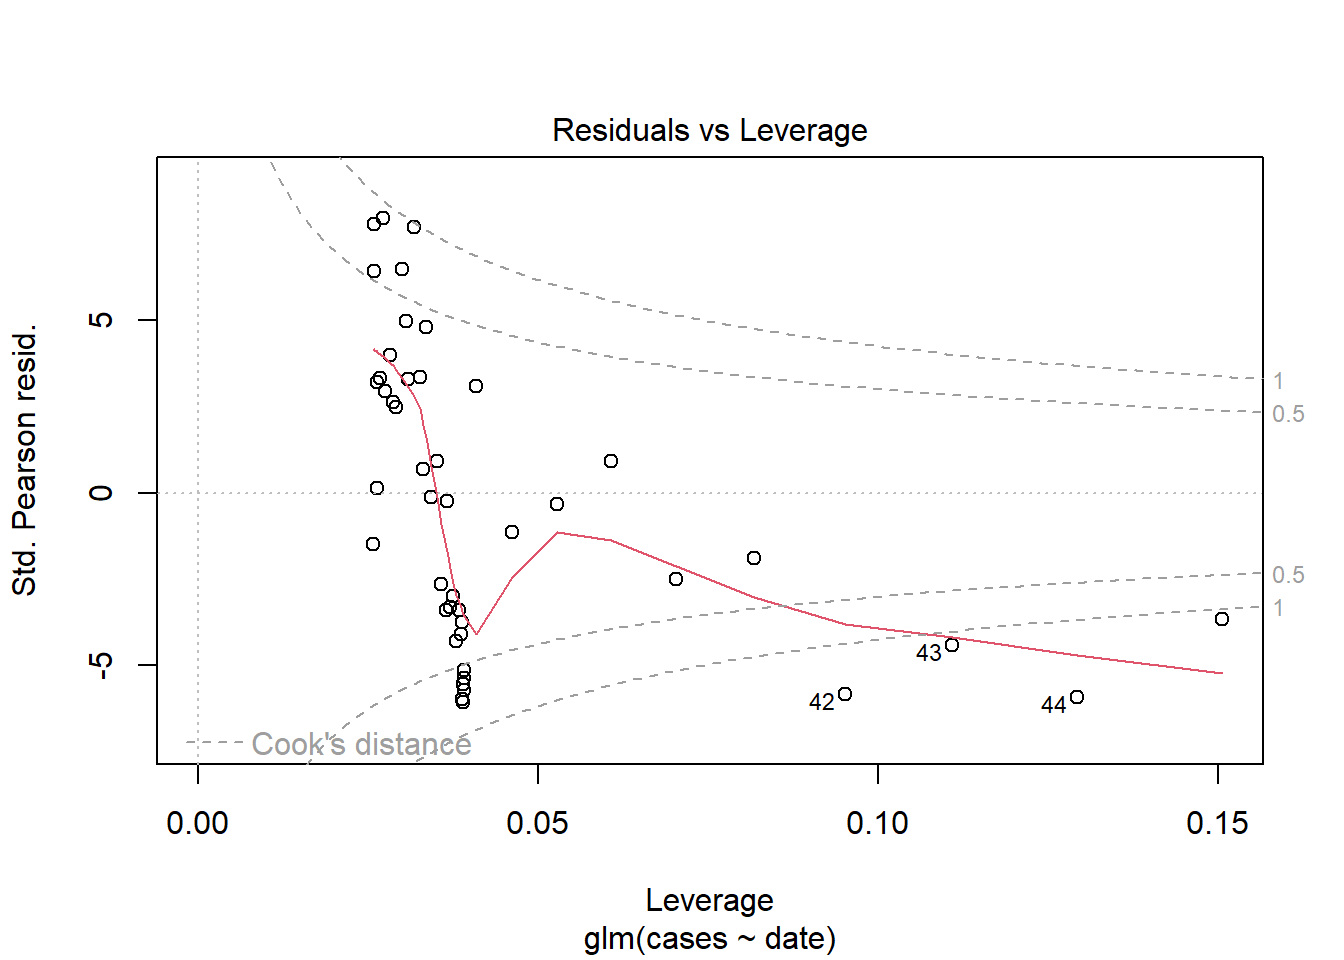 Residuals vs Leverage
Std. Pearson resid.
5
0
-5
1
0.5
0.5
1
43
42
44
Cook's distance
0.00 0.05 0.10 0.15
Leverage
glm(cases ~ date)